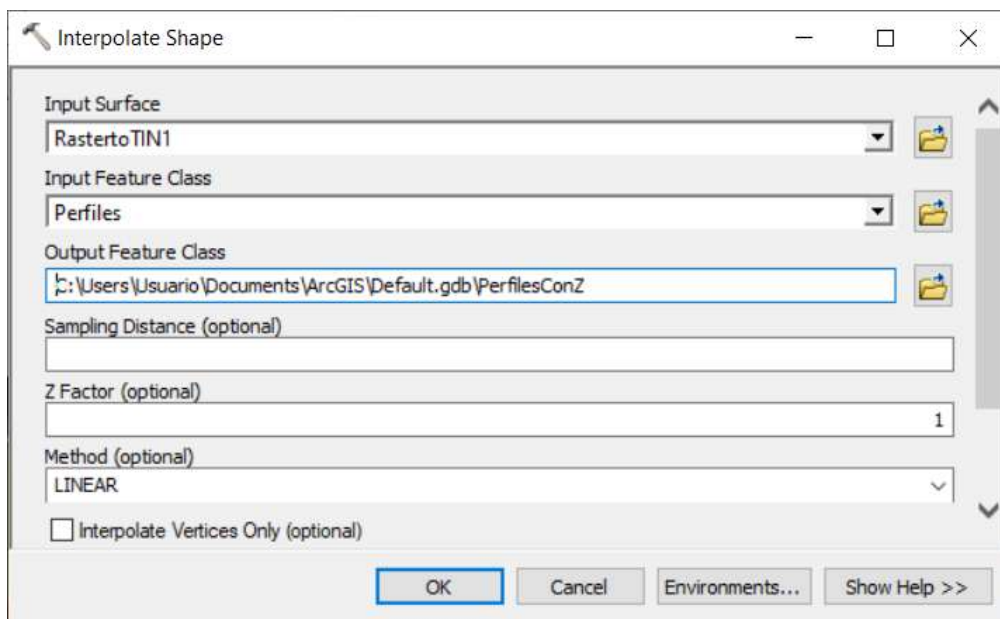 Interpolate Shape
Input Surface
RastertoTIN1
Input Feature Class
Perfiles
Output Feature Class
C:\Users\Usuario\Documents\ArcGIS\Default.gdb\PerfilesConZ
Sampling Distance (optional)
Z Factor (optional)
1
Method (optional)
LINEAR
Interpolate Vertices Only (optional)
OK Cancel Environments... Show Help >>